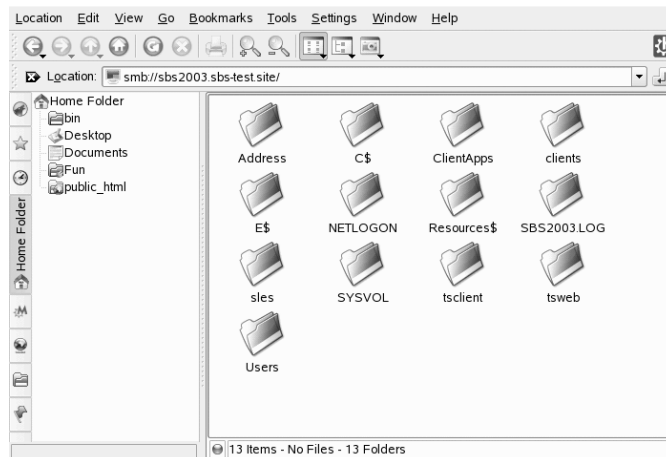 Location Edit View Go Bookmarks Tools Settings Window Help
Location: smb://sbs2003.sbs-test.site/
Home Folder
bin
Desktop
Documents
Fun
public_html
Home Folder
Address C$ ClientApps clients
E$ NETLOGON Resources$ SBS2003.LOG
sles SYSVOL tsclient tsweb
Users
13 Items - No Files - 13 Folders